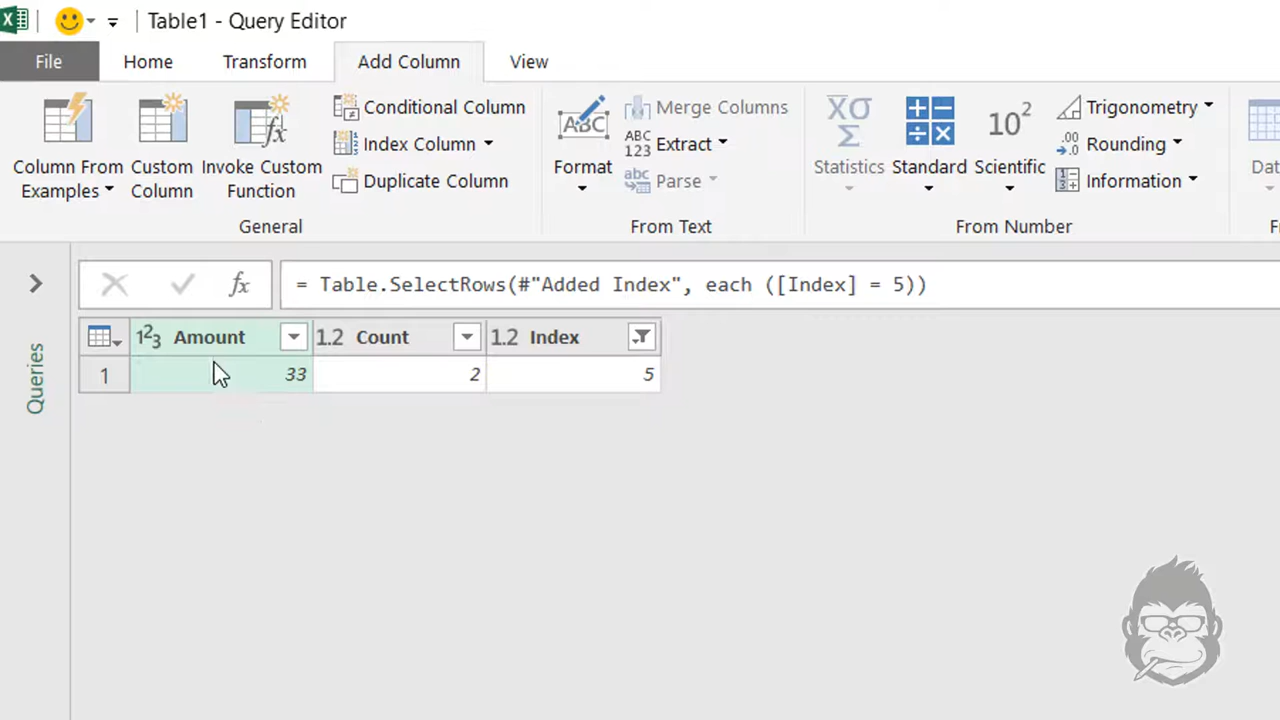 Table1 - Query Editor
File Home Transform Add Column View
Column From Examples
Custom Column
Invoke Custom Function
Conditional Column
Index Column
Duplicate Column
General
ABC
Format
Merge Columns
ABC 123 Extract
abc Parse
From Text
XΣ Σ
Statistics
Standard
10²
Scientific
Trigonometry
.00 .0 Rounding
Information
From Number
fx = Table.SelectRows(#"Added Index", each ([Index] = 5))
1²3 Amount 1.2 Count 1.2 Index
1 33 2 5
Queries